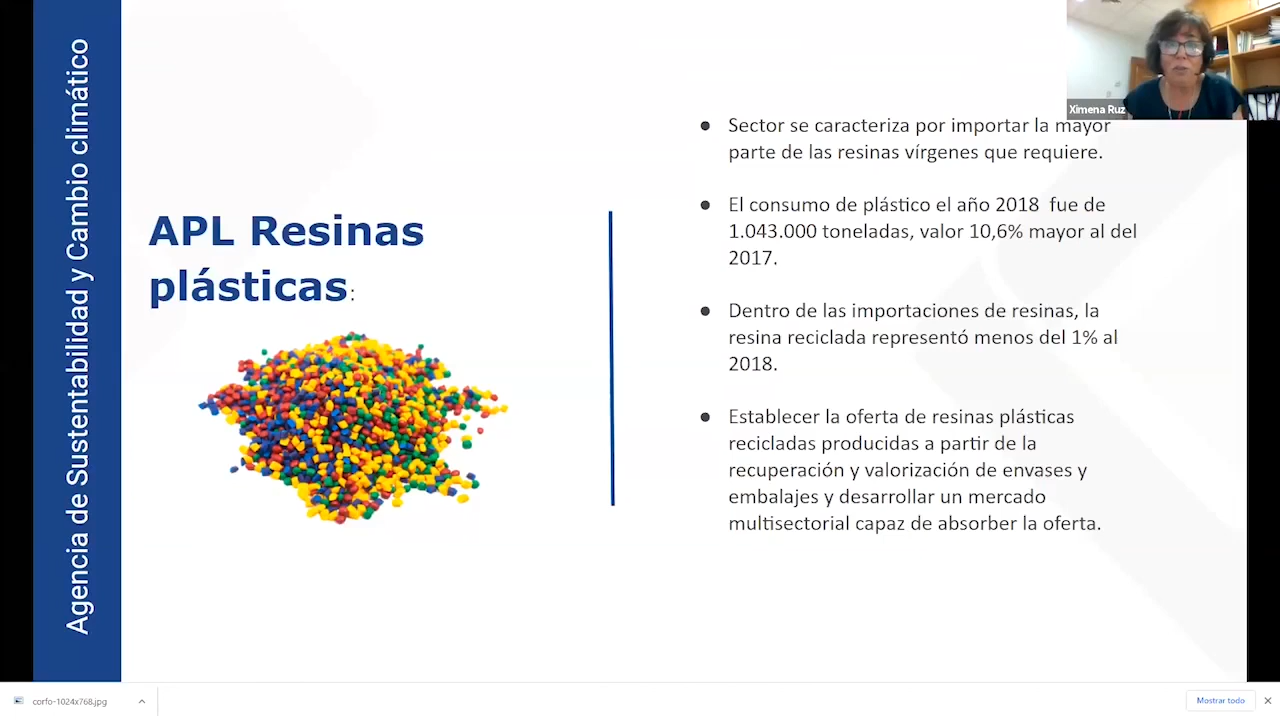 Agencia de Sustentabilidad y Cambio climático
APL Resinas
plásticas:
Sector se caracteriza por importar la mayor
parte de las resinas vírgenes que requiere.
El consumo de plástico el año 2018 fue de
1.043.000 toneladas, valor 10,6% mayor al del
2017.
Dentro de las importaciones de resinas, la
resina reciclada representó menos del 1% al
2018.
Establecer la oferta de resinas plásticas
recicladas producidas a partir de la
recuperación y valorización de envases y
embalajes y desarrollar un mercado
multisectorial capaz de absorber la oferta.
Ximena Ruz
corfo-1024x768.jpg
Mostrar todo